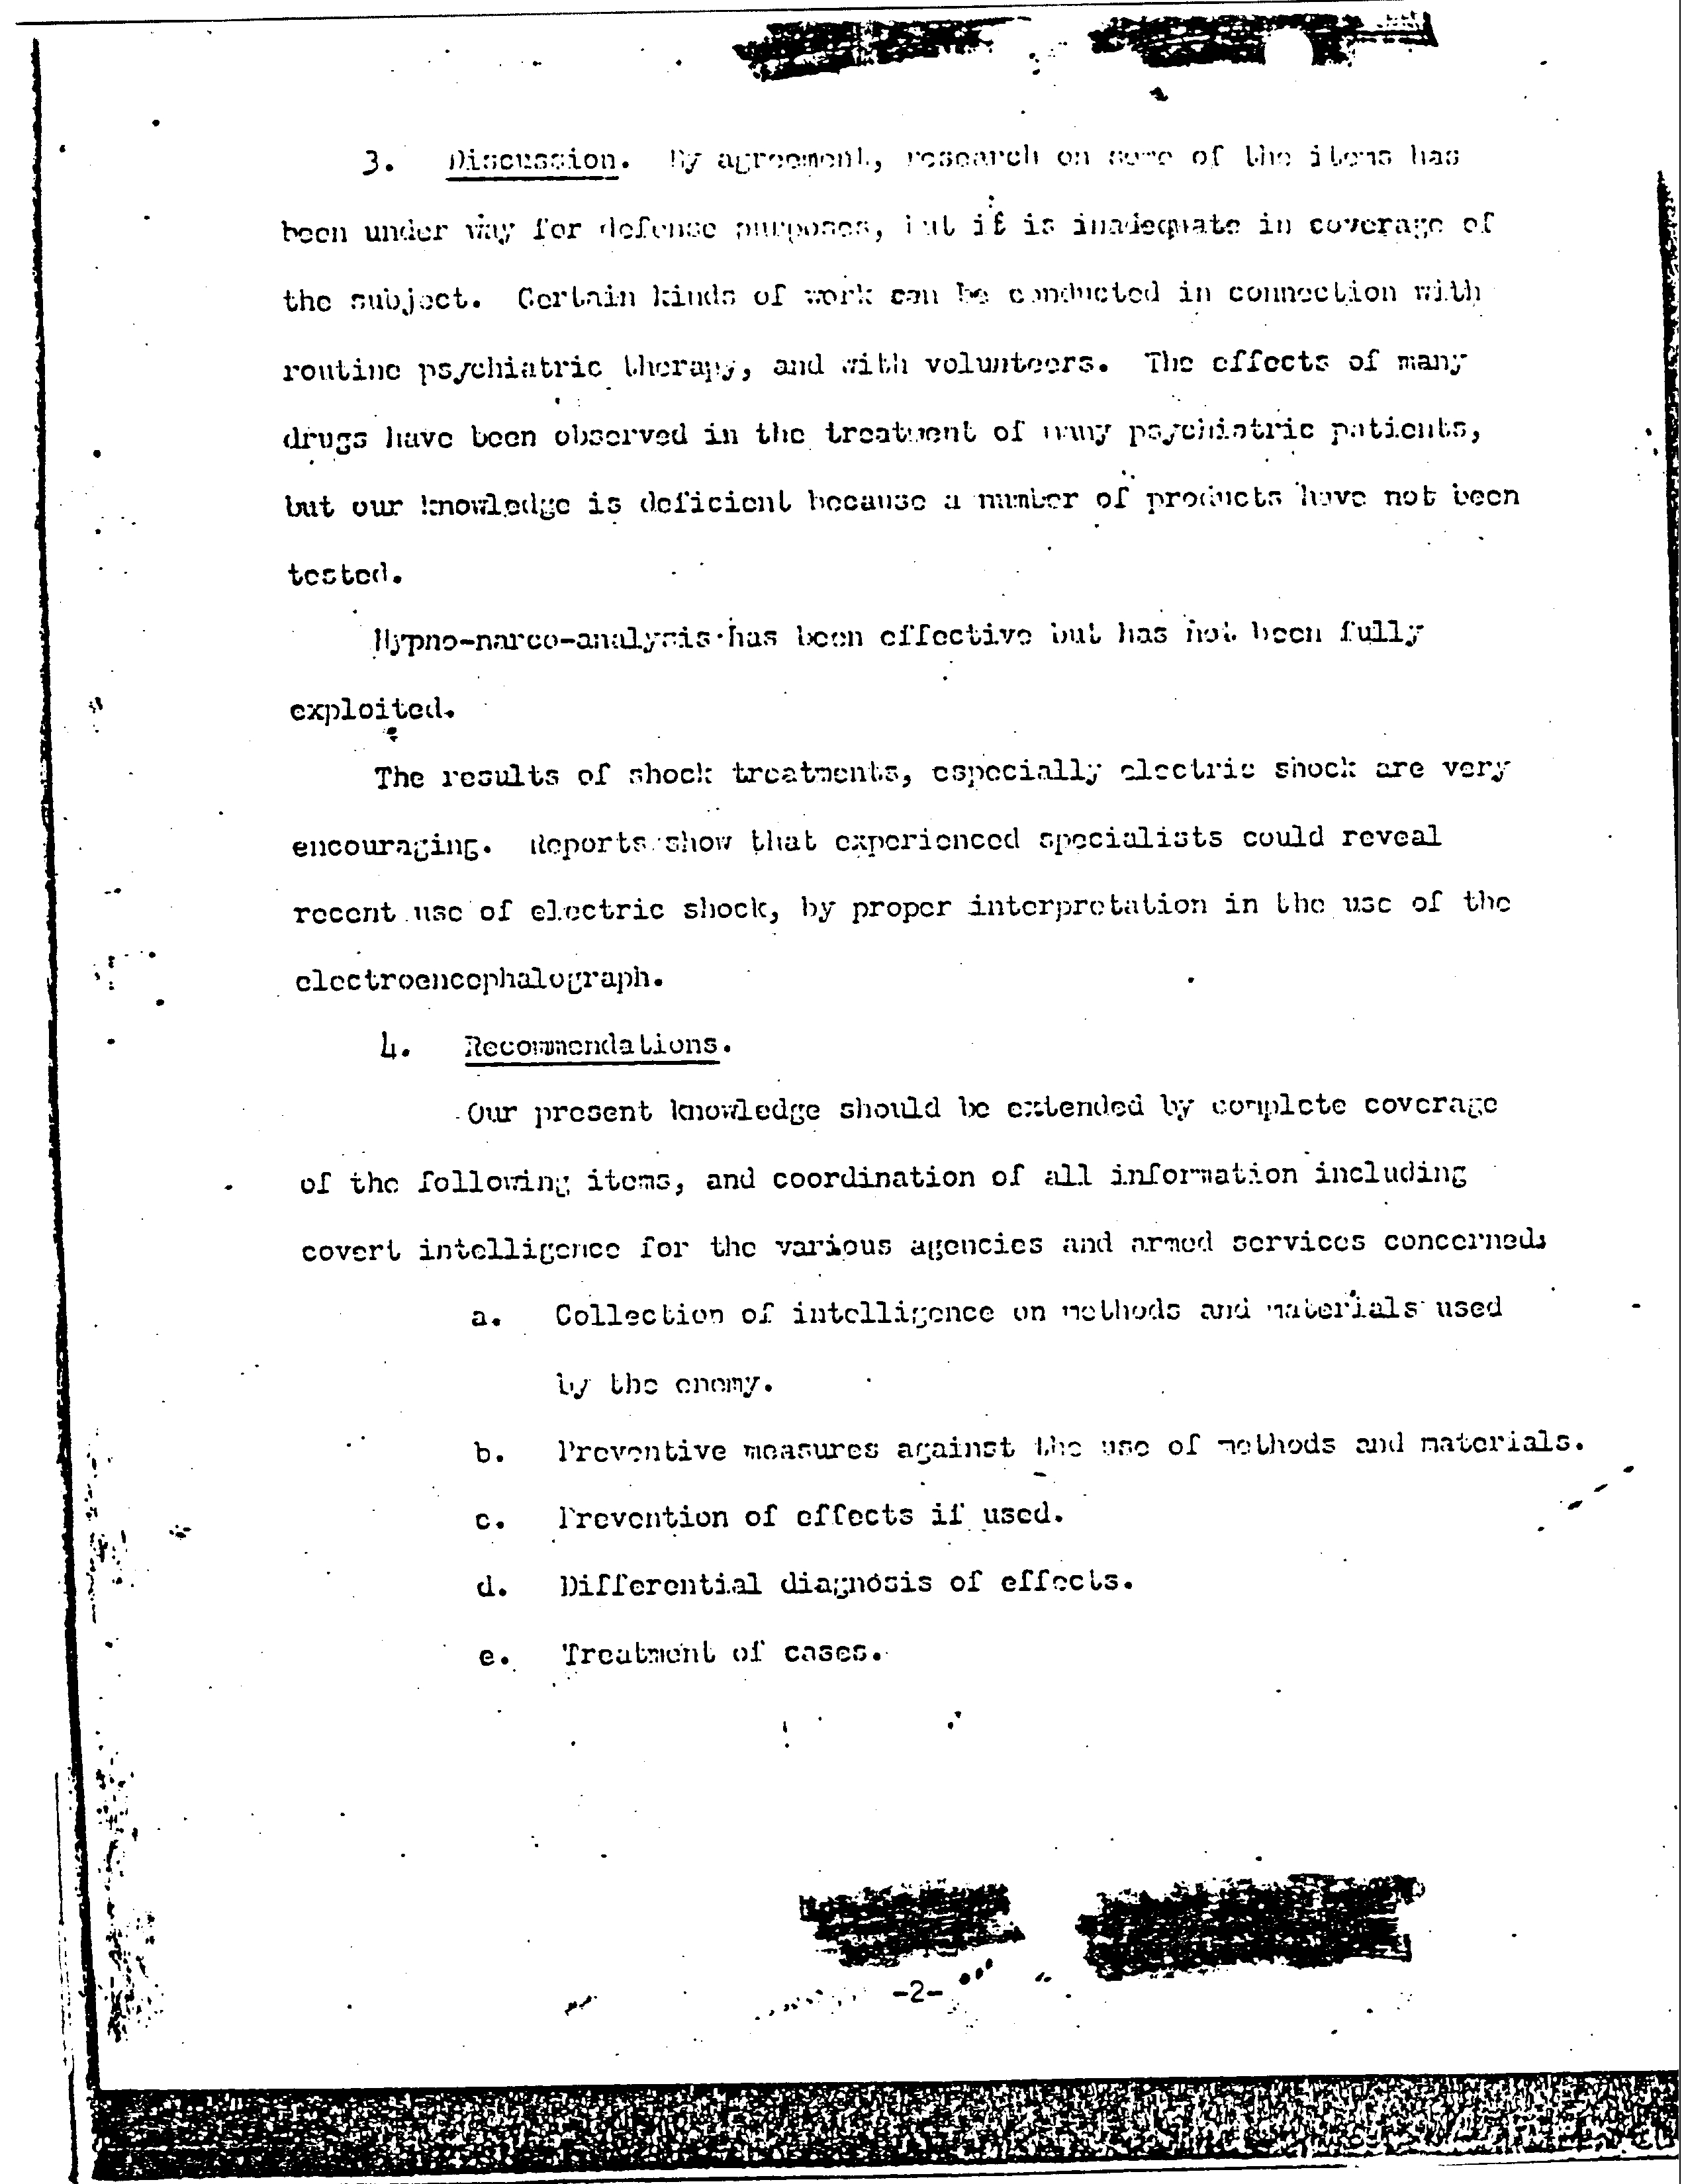 3. Discussion. By agreement, research on some of the items has
been under way for defense purposes, but it is inadequate in coverage of
the subject. Certain kinds of work can be conducted in connection with
routine psychiatric therapy, and with volunteers. The effects of many
drugs have been observed in the treatment of many psychiatric patients,
but our knowledge is deficient because a number of products have not been
tested.
Hypno-narco-analysis has been effective but has not been fully
exploited.
The results of shock treatments, especially electric shock are very
encouraging. Reports show that experienced specialists could reveal
recent use of electric shock, by proper interpretation in the use of the
electroencephalograph.
4. Recommendations.
Our present knowledge should be extended by complete coverage
of the following items, and coordination of all information including
covert intelligence for the various agencies and armed services concerned:
a. Collection of intelligence on methods and materials used
by the enemy.
b. Preventive measures against the use of methods and materials.
c. Prevention of effects if used.
d. Differential diagnosis of effects.
e. Treatment of cases.
-2-